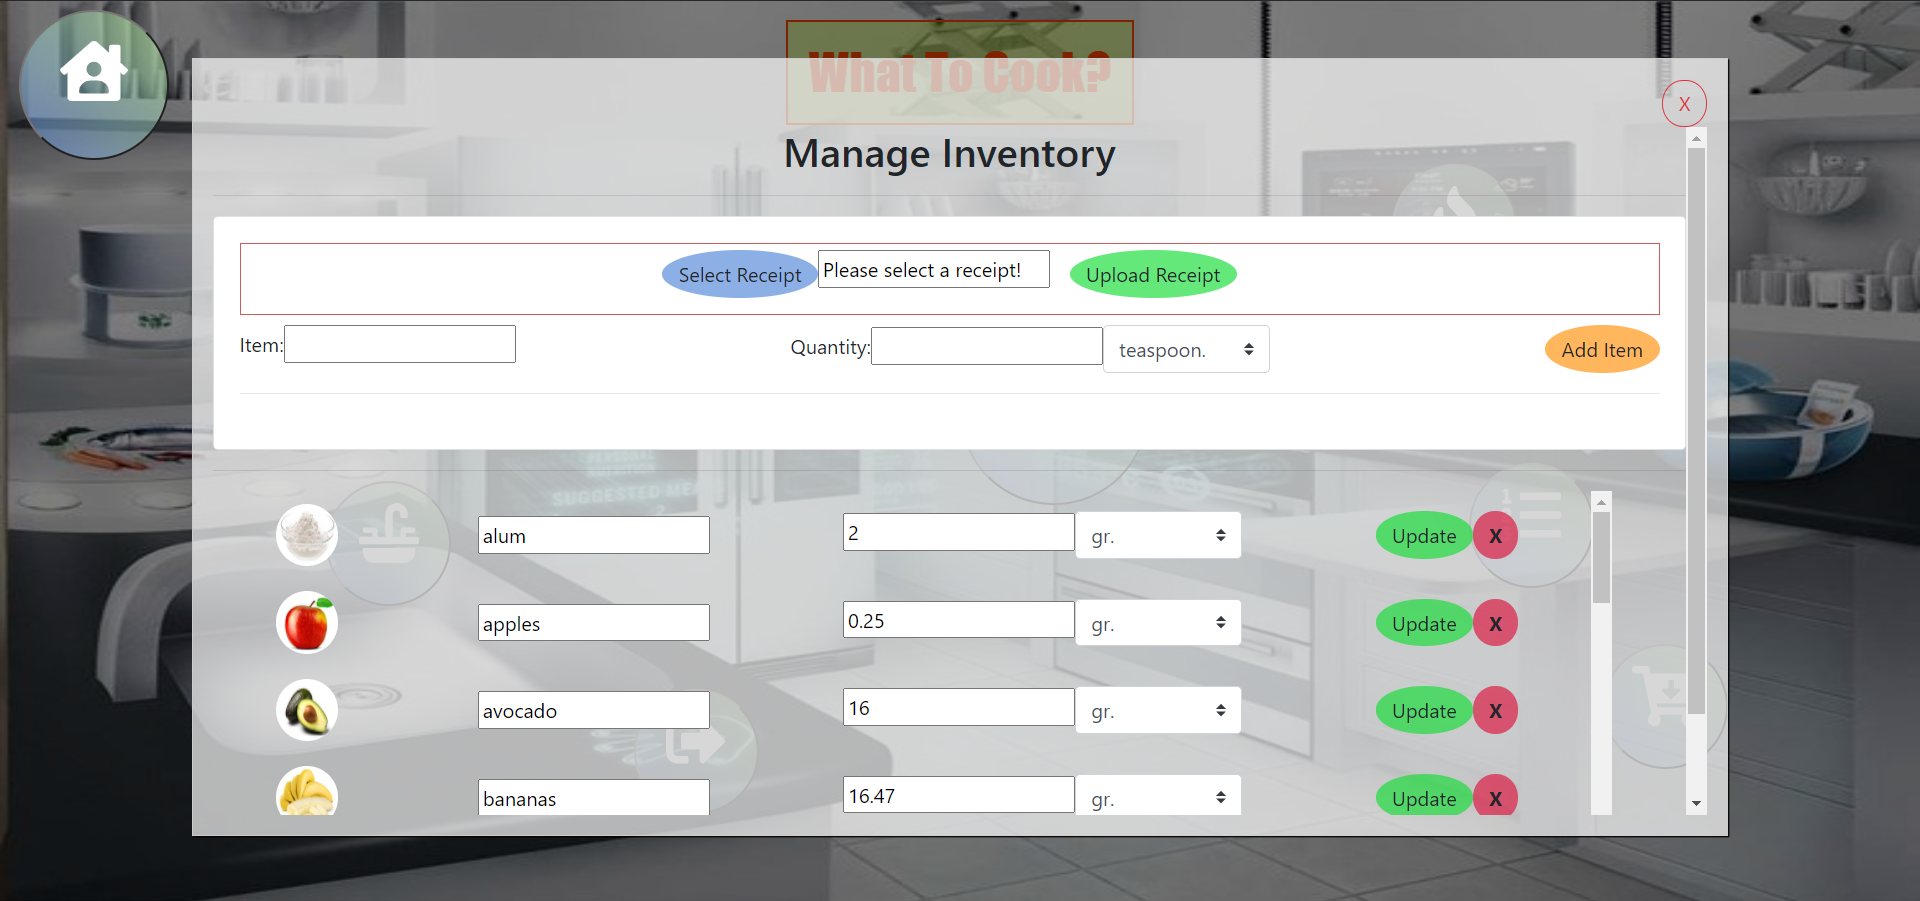 What To Cook?
X
Manage Inventory
Select Receipt Please select a receipt! Upload Receipt
Item: Quantity: teaspoon. Add Item
SUGGESTED ME
alum 2 gr. Update X
apples 0.25 gr. Update X
avocado 16 gr. Update X
bananas 16.47 gr. Update X